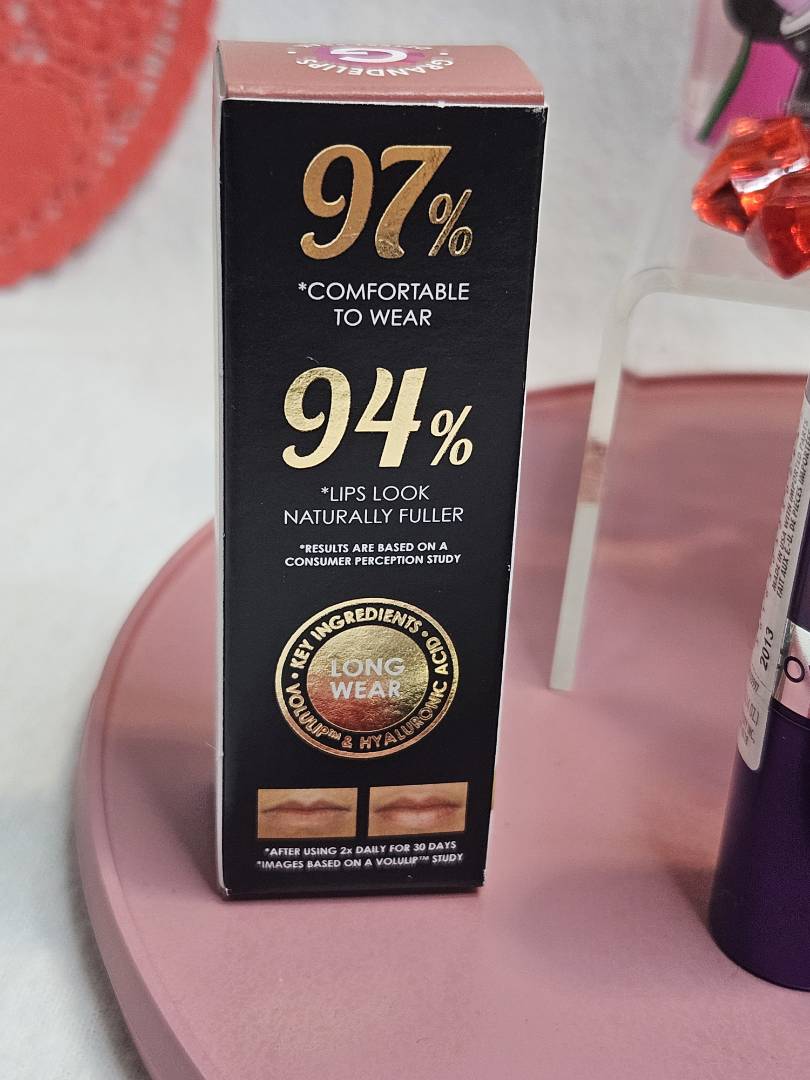 GRANDELIPS
G
97%
*COMFORTABLE
TO WEAR
94%
*LIPS LOOK
NATURALLY FULLER
*RESULTS ARE BASED ON A
CONSUMER PERCEPTION STUDY
• KEY INGREDIENTS •
VOLULIP™ & HYALURONIC ACID
LONG
WEAR
*AFTER USING 2x DAILY FOR 30 DAYS
*IMAGES BASED ON A VOLULIP™ STUDY
2013